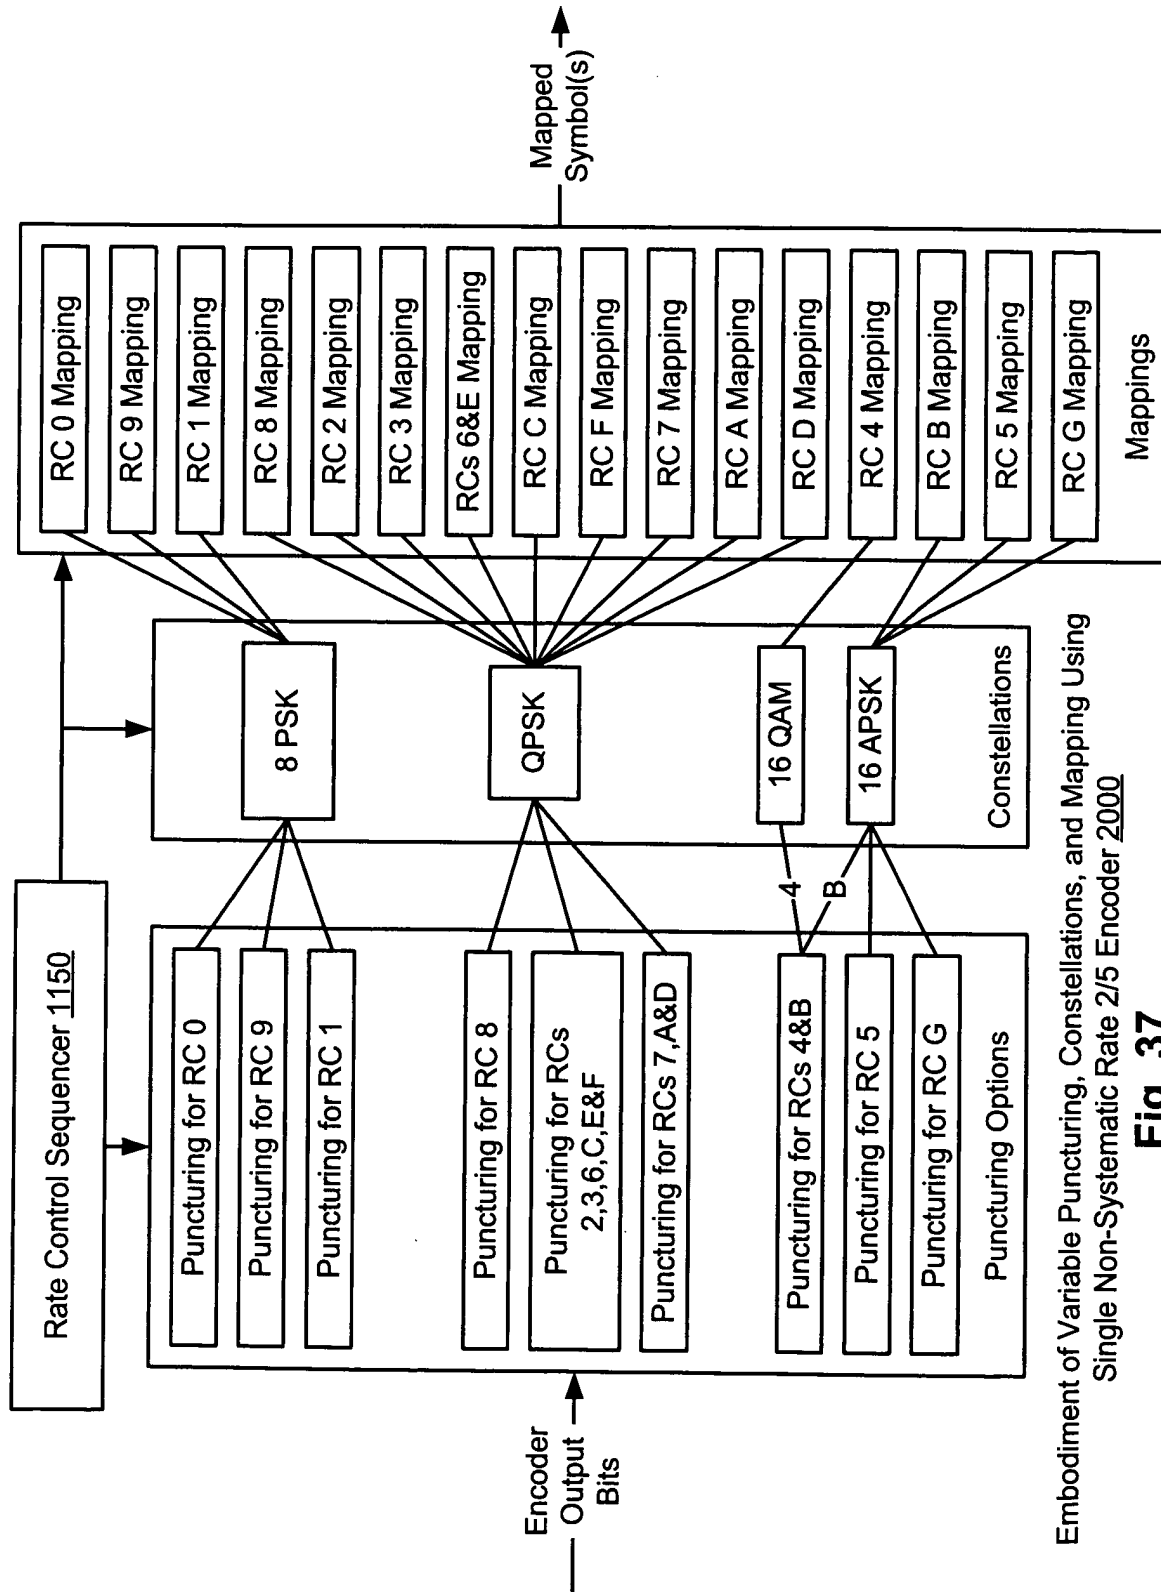 Rate Control Sequencer 1150
Encoder
Output
Bits
Puncturing for RC 0
Puncturing for RC 9
Puncturing for RC 1
Puncturing for RC 8
Puncturing for RCs
2,3,6,C,E&F
Puncturing for RCs 7,A&D
Puncturing for RCs 4&B
Puncturing for RC 5
Puncturing for RC G
Puncturing Options
4
B
8 PSK
QPSK
16 QAM
16 APSK
Constellations
RC 0 Mapping
RC 9 Mapping
RC 1 Mapping
RC 8 Mapping
RC 2 Mapping
RC 3 Mapping
RCs 6&E Mapping
RC C Mapping
RC F Mapping
RC 7 Mapping
RC A Mapping
RC D Mapping
RC 4 Mapping
RC B Mapping
RC 5 Mapping
RC G Mapping
Mappings
Mapped
Symbol(s)
Embodiment of Variable Puncturing, Constellations, and Mapping Using
Single Non-Systematic Rate 2/5 Encoder 2000
Fig. 37